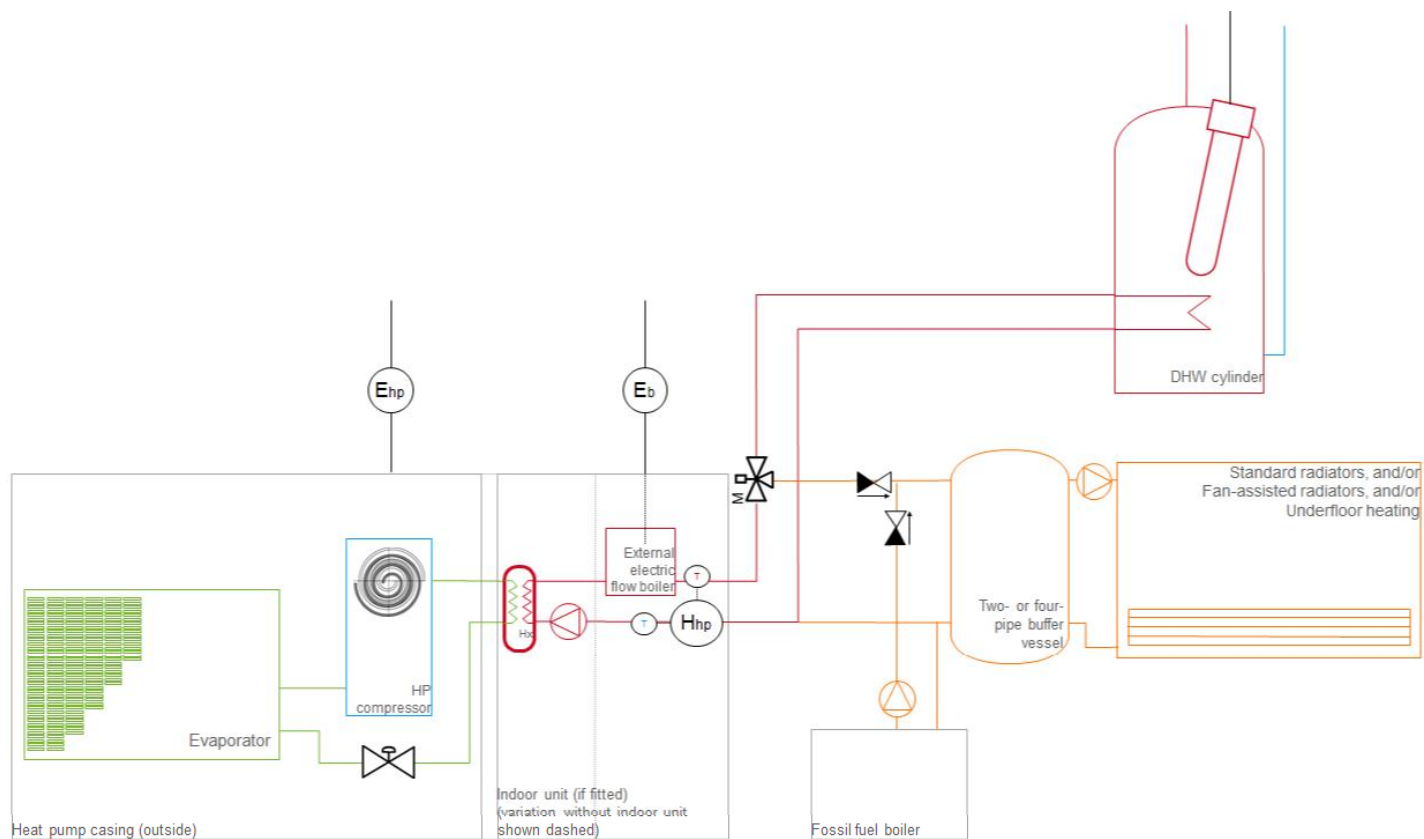 DHW cylinder
Ehp
Eb
M
Standard radiators, and/or
Fan-assisted radiators, and/or
Underfloor heating
External
electric
flow boiler
T
T
Hhp
Hx
Two- or four-
pipe buffer
vessel
HP
compressor
Evaporator
Indoor unit (if fitted)
(variation without indoor unit
shown dashed)
Heat pump casing (outside)
Fossil fuel boiler